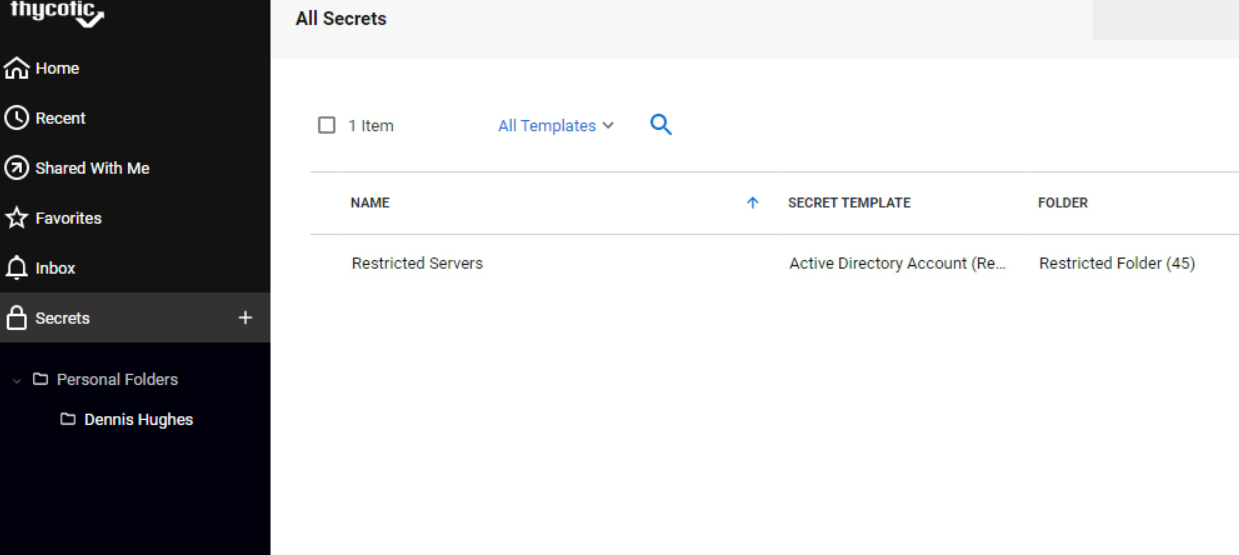 thycotic
All Secrets
Home
Recent
Shared With Me
Favorites
Inbox
Secrets +
Personal Folders
Dennis Hughes
1 Item All Templates
NAME SECRET TEMPLATE FOLDER
Restricted Servers Active Directory Account (Re... Restricted Folder (45)